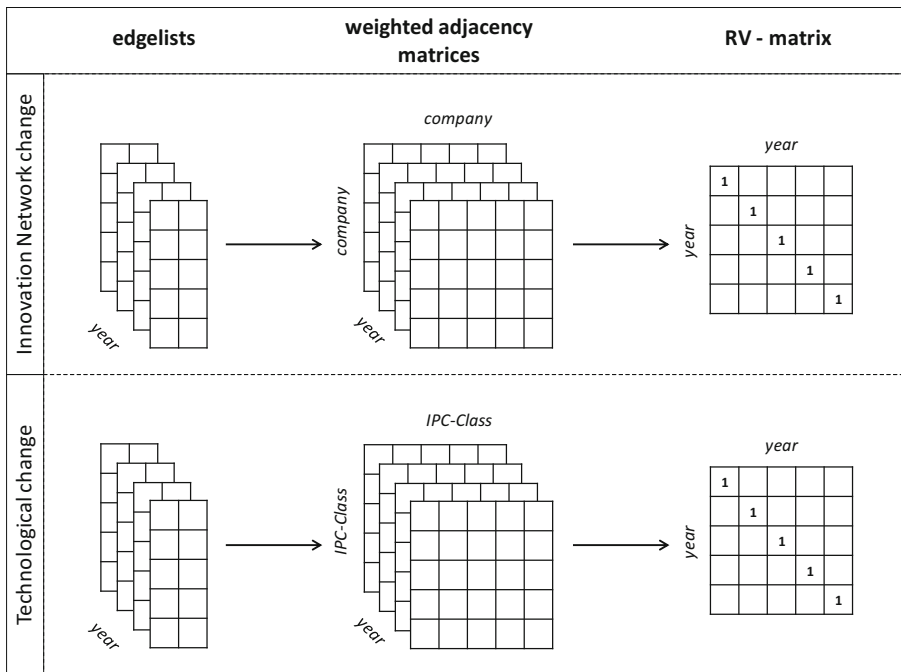 edgelists
weighted adjacency
matrices
RV - matrix
Innovation Network change
year
company
company
year
year
year
1
1
1
1
1
Technological change
year
IPC-Class
IPC-Class
year
year
year
1
1
1
1
1